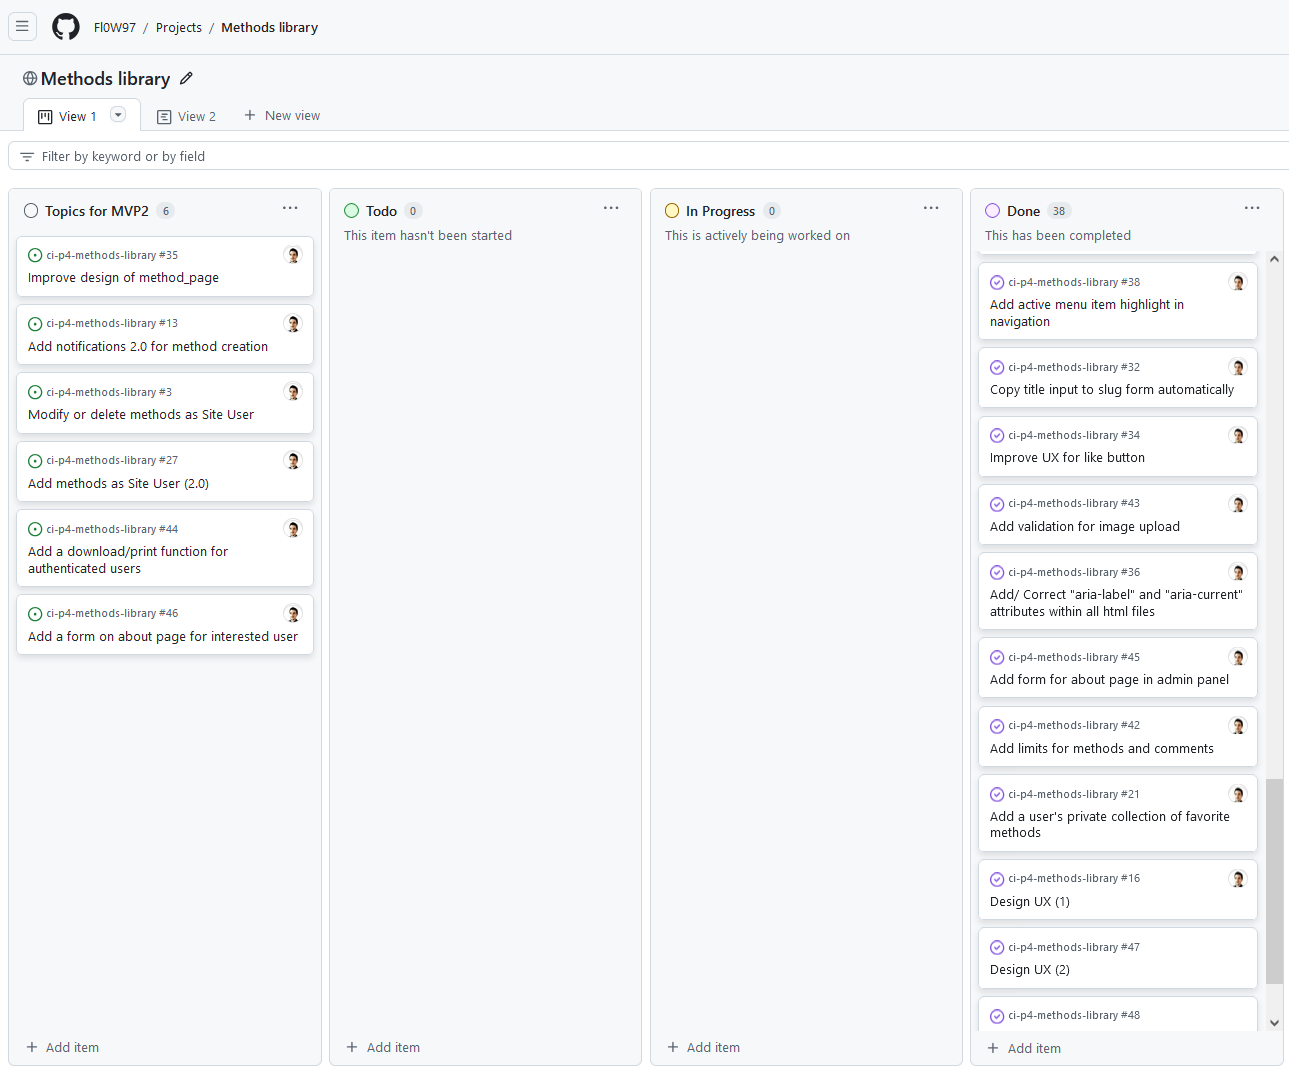 Fl0W97 / Projects / Methods library
Methods library
View 1
View 2
New view
Filter by keyword or by field
Topics for MVP2 6
ci-p4-methods-library #35
Improve design of method_page
ci-p4-methods-library #13
Add notifications 2.0 for method creation
ci-p4-methods-library #3
Modify or delete methods as Site User
ci-p4-methods-library #27
Add methods as Site User (2.0)
ci-p4-methods-library #44
Add a download/print function for
authenticated users
ci-p4-methods-library #46
Add a form on about page for interested user
Add item
Todo 0
This item hasn't been started
Add item
In Progress 0
This is actively being worked on
Add item
Done 38
This has been completed
ci-p4-methods-library #38
Add active menu item highlight in
navigation
ci-p4-methods-library #32
Copy title input to slug form automatically
ci-p4-methods-library #34
Improve UX for like button
ci-p4-methods-library #43
Add validation for image upload
ci-p4-methods-library #36
Add/ Correct "aria-label" and "aria-current"
attributes within all html files
ci-p4-methods-library #45
Add form for about page in admin panel
ci-p4-methods-library #42
Add limits for methods and comments
ci-p4-methods-library #21
Add a user's private collection of favorite
methods
ci-p4-methods-library #16
Design UX (1)
ci-p4-methods-library #47
Design UX (2)
ci-p4-methods-library #48
Add item